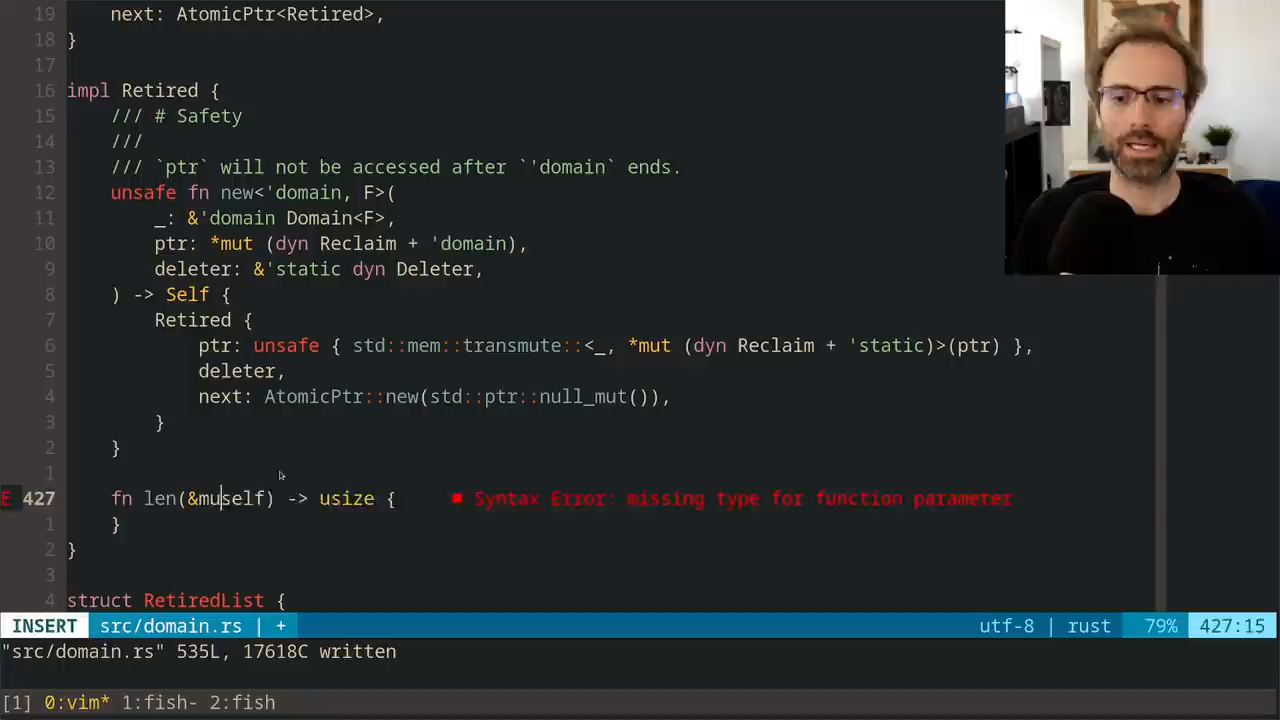 19 next: AtomicPtr<Retired>,
18 }
17
16 impl Retired {
15 /// # Safety
14 ///
13 /// `ptr` will not be accessed after `'domain` ends.
12 unsafe fn new<'domain, F>(
11 _: &'domain Domain<F>,
10 ptr: *mut (dyn Reclaim + 'domain),
9 deleter: &'static dyn Deleter,
8 ) -> Self {
7 Retired {
6 ptr: unsafe { std::mem::transmute::<_, *mut (dyn Reclaim + 'static)>(ptr) },
5 deleter,
4 next: AtomicPtr::new(std::ptr::null_mut()),
3 }
2 }
1
E 427 fn len(&muself) -> usize { ■ Syntax Error: missing type for function parameter
1 }
2 }
3
4 struct RetiredList {
INSERT src/domain.rs | + utf-8 | rust 79% 427:15
"src/domain.rs" 535L, 17618C written
[1] 0:vim* 1:fish- 2:fish